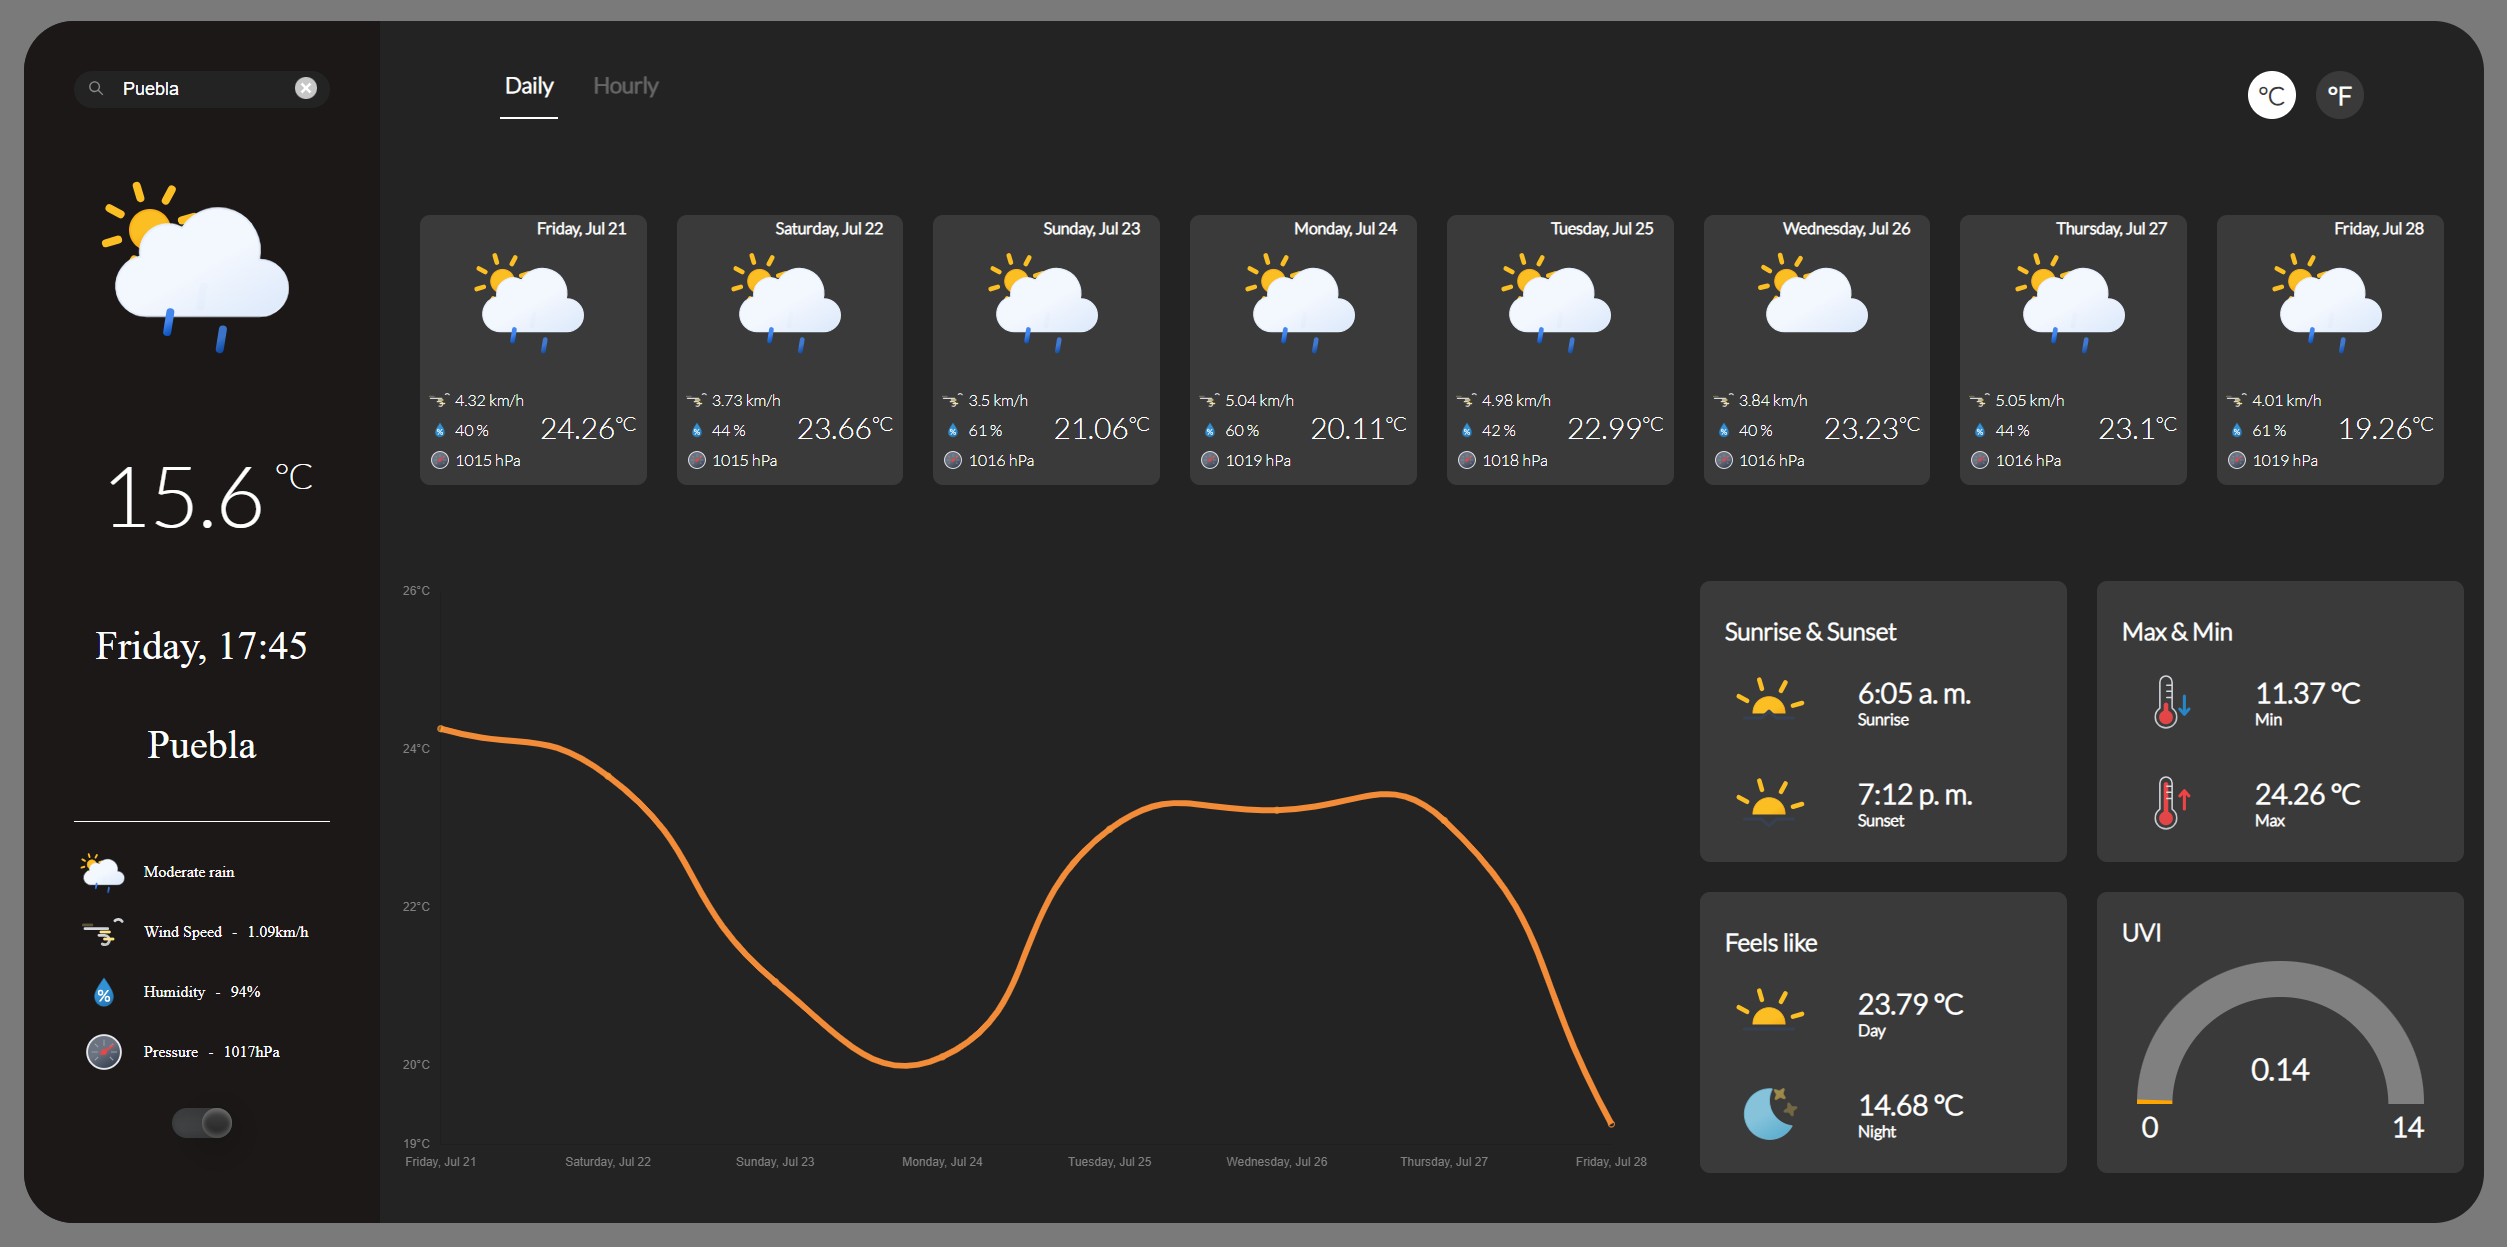 Puebla
15.6 °C
Friday, 17:45
Puebla
Moderate rain
Wind Speed - 1.09km/h
Humidity - 94%
Pressure - 1017hPa
Daily Hourly
°C °F
Friday, Jul 21
4.32 km/h
40 %
24.26°C
1015 hPa
Saturday, Jul 22
3.73 km/h
44 %
23.66°C
1015 hPa
Sunday, Jul 23
3.5 km/h
61 %
21.06°C
1016 hPa
Monday, Jul 24
5.04 km/h
60 %
20.11°C
1019 hPa
Tuesday, Jul 25
4.98 km/h
42 %
22.99°C
1018 hPa
Wednesday, Jul 26
3.84 km/h
40 %
23.23°C
1016 hPa
Thursday, Jul 27
5.05 km/h
44 %
23.1°C
1016 hPa
Friday, Jul 28
4.01 km/h
61 %
19.26°C
1019 hPa
26°C
24°C
22°C
20°C
19°C
Friday, Jul 21 Saturday, Jul 22 Sunday, Jul 23 Monday, Jul 24 Tuesday, Jul 25 Wednesday, Jul 26 Thursday, Jul 27 Friday, Jul 28
Sunrise & Sunset
6:05 a. m.
Sunrise
7:12 p. m.
Sunset
Max & Min
11.37 °C
Min
24.26 °C
Max
Feels like
23.79 °C
Day
14.68 °C
Night
UVI
0.14
0 14